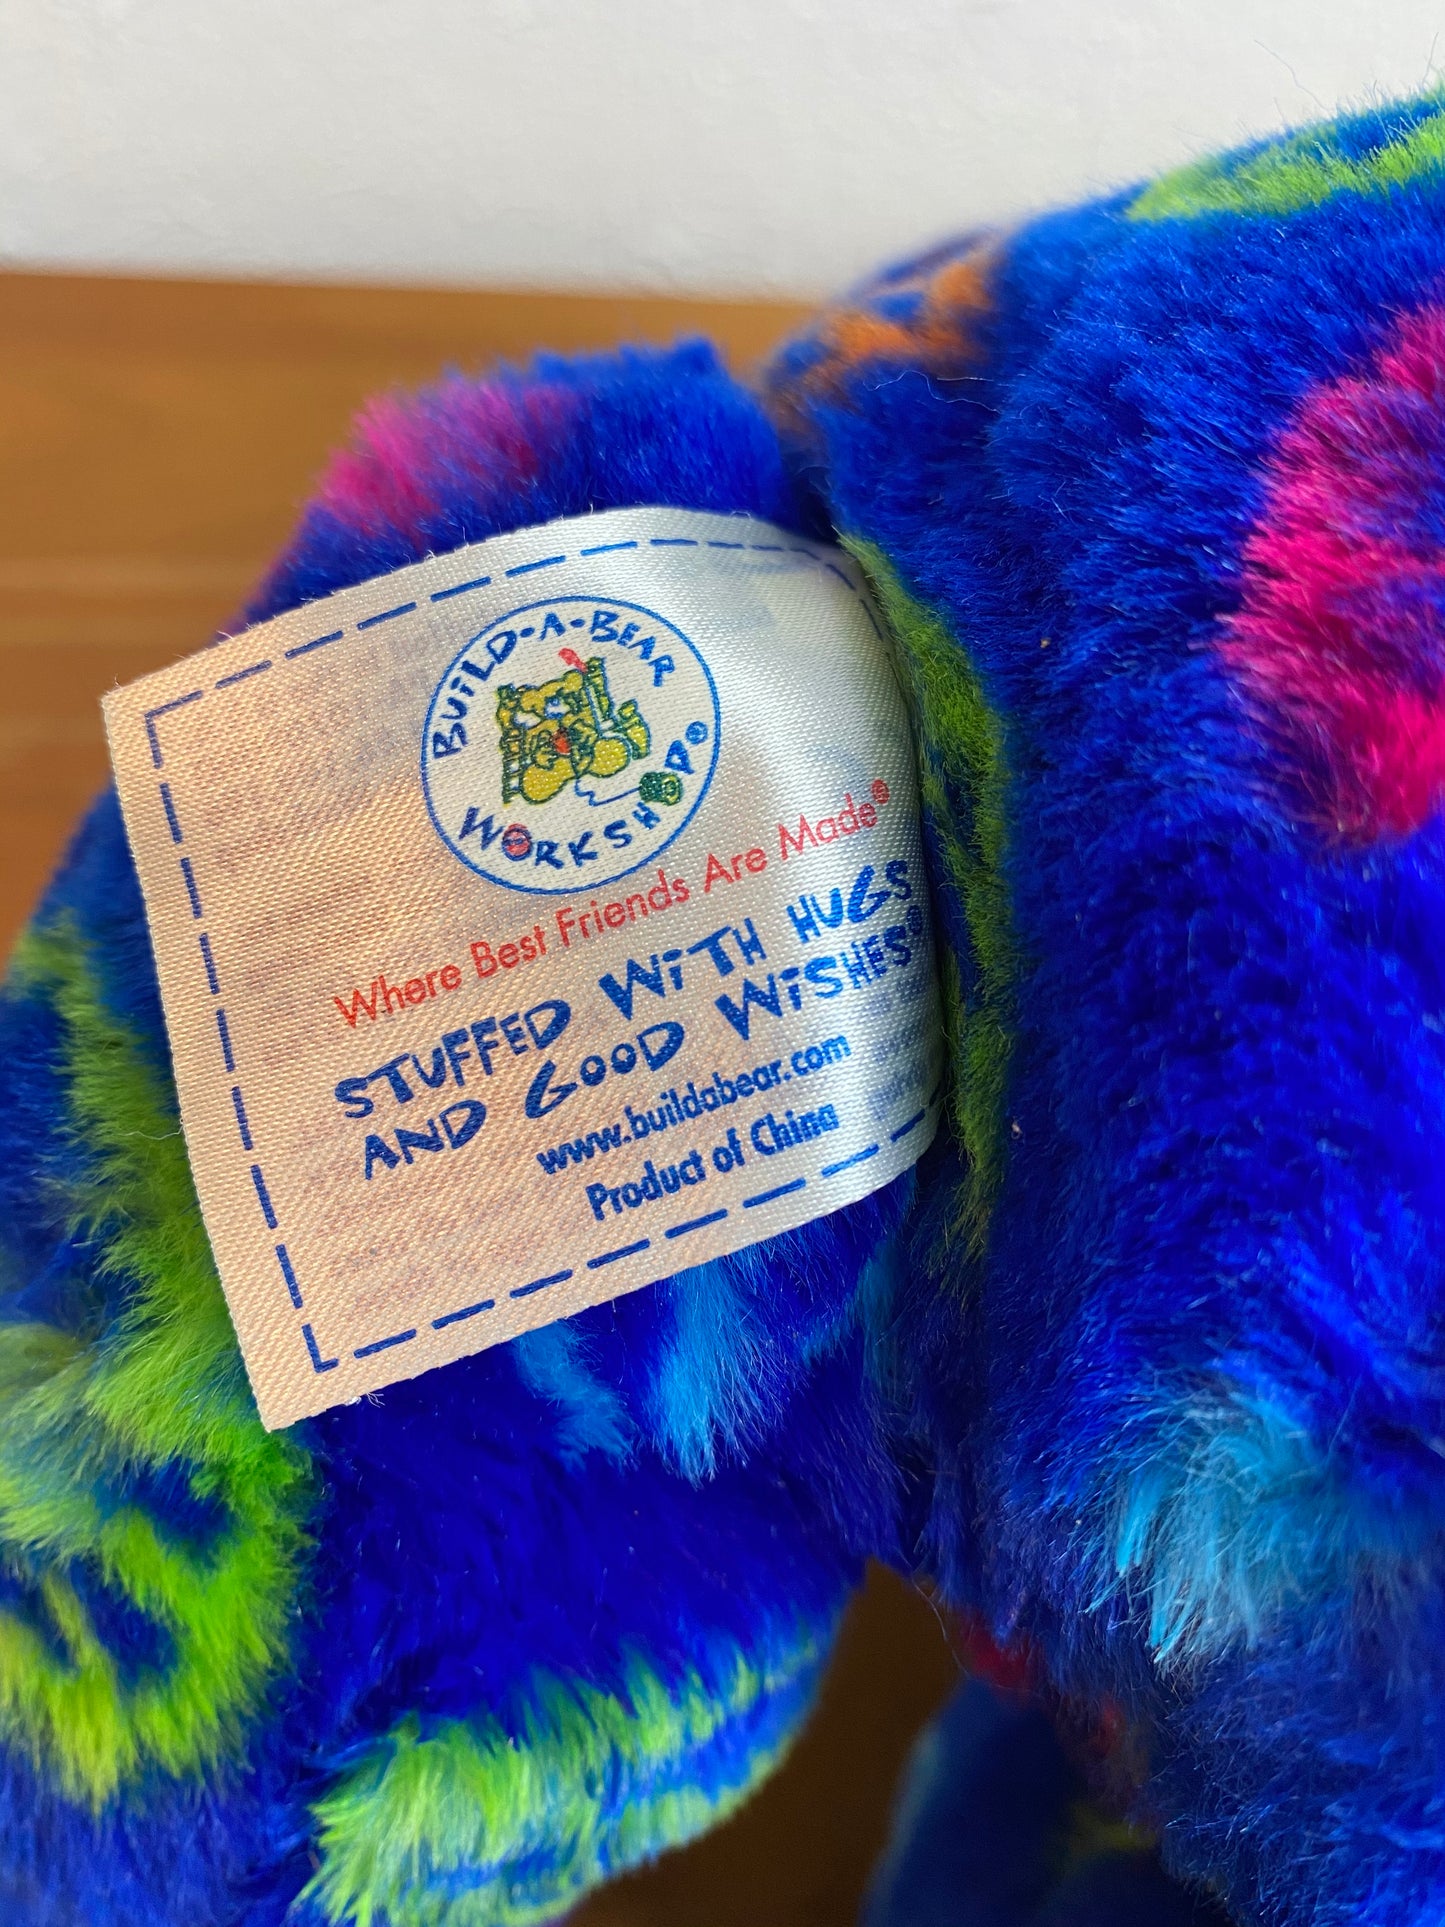 BUILD-A-BEAR
WORKSHOP®
Where Best Friends Are Made®
STUFFED WITH HUGS
AND GOOD WISHES®
www.buildabear.com
Product of China